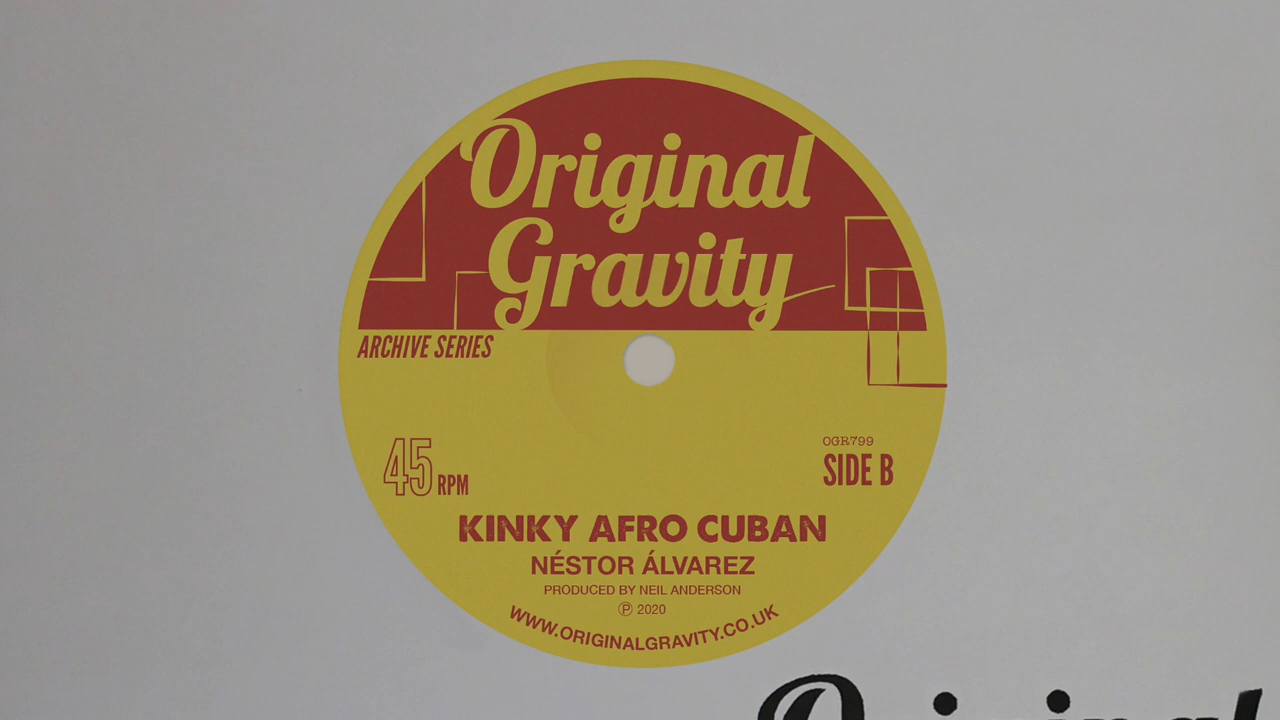 Original
Gravity
ARCHIVE SERIES
45 RPM
OGR799
SIDE B
KINKY AFRO CUBAN
NÉSTOR ÁLVAREZ
PRODUCED BY NEIL ANDERSON
Ⓟ 2020
WWW.ORIGINALGRAVITY.CO.UK
Original